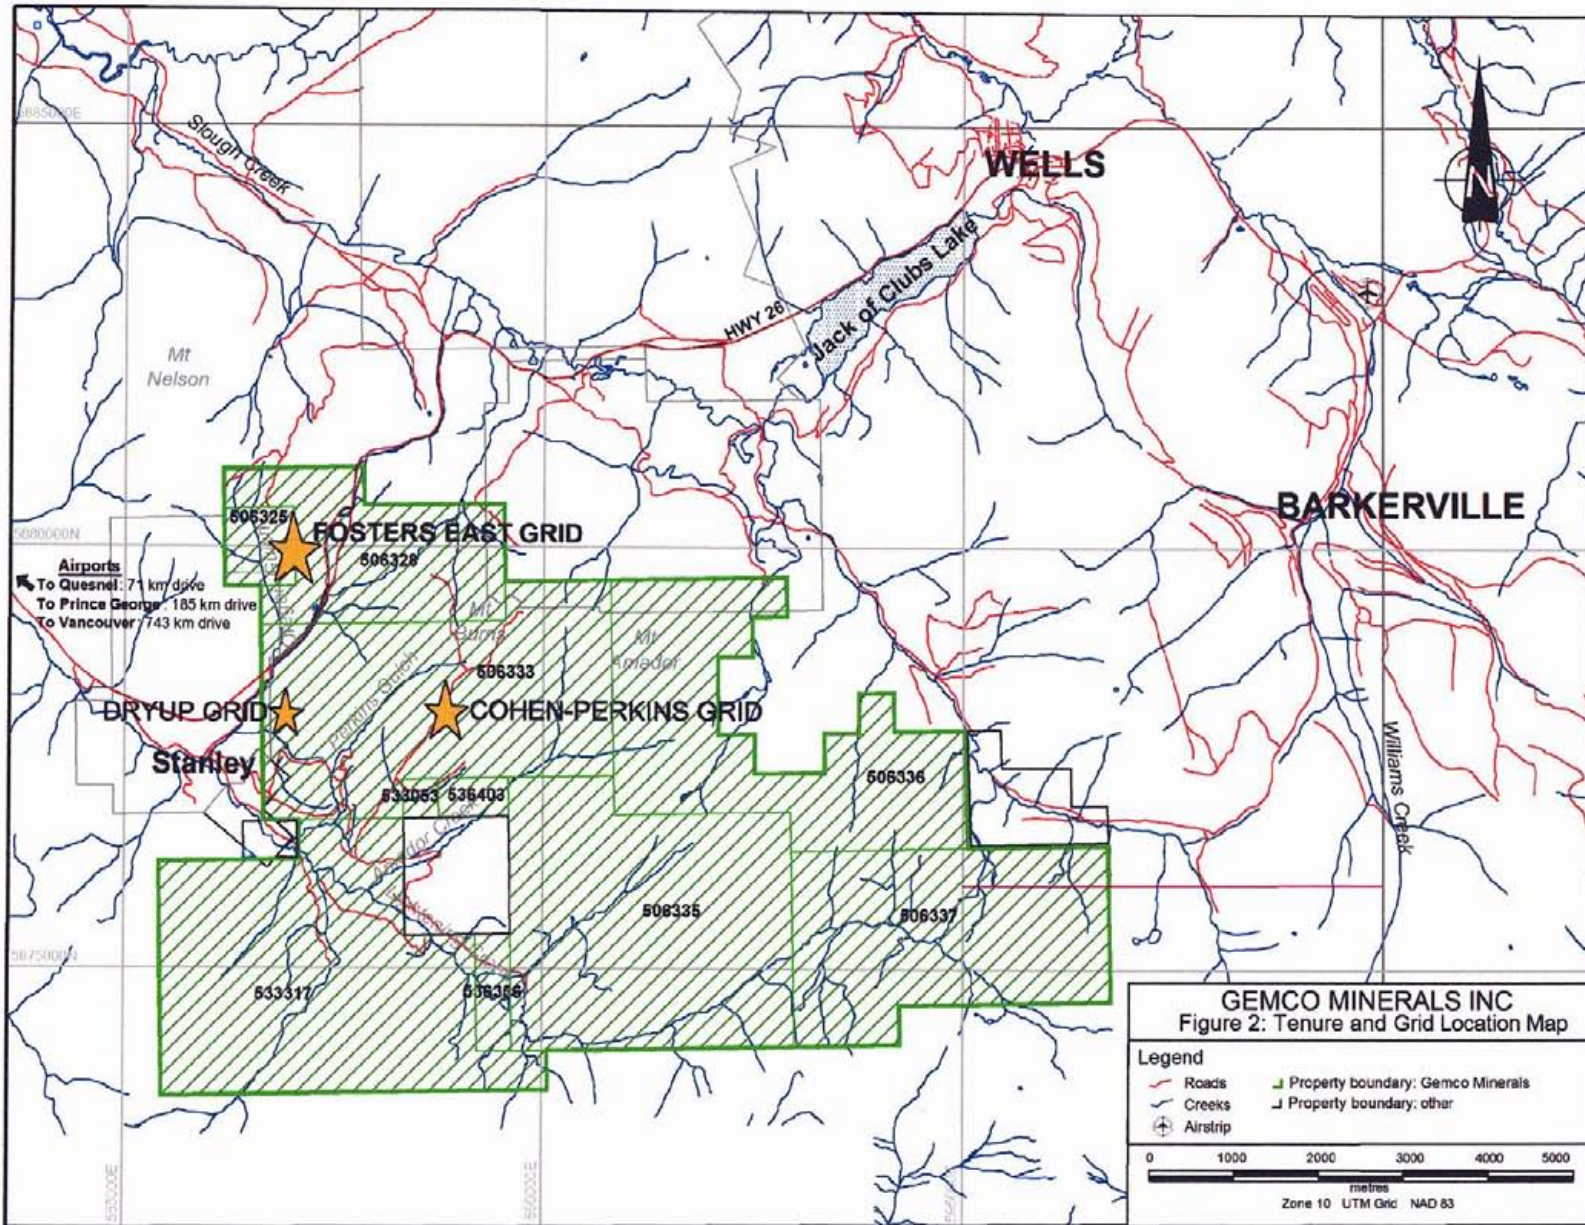 5885000E
Slough Creek
WELLS
N
Jack of Clubs Lake
HWY 26
Mt
Nelson
BARKERVILLE
506325
FOSTERS EAST GRID
5880000N
506328
Airports
To Quesnel: 71 km drive
To Prince George: 185 km drive
To Vancouver: 743 km drive
Mt
Burns
Mt
Amador
506333
Perkins Gulch
DRYUP GRID
COHEN-PERKINS GRID
Stanley
506336
Williams Creek
533053
536403
Amador Creek
506335
506337
5675000N
533317
GEMCO MINERALS INC
Figure 2: Tenure and Grid Location Map
Legend
Roads
Property boundary: Gemco Minerals
Creeks
Property boundary: other
Airstrip
0 1000 2000 3000 4000 5000
metres
Zone 10 UTM Grid NAD 83